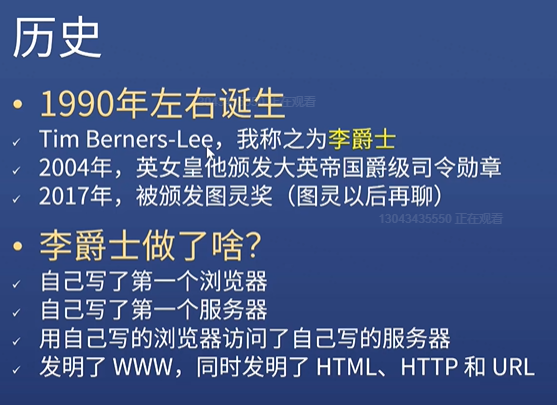 历史
• 1990年左右诞生
✓ Tim Berners-Lee，我称之为李爵士
✓ 2004年，英女皇他颁发大英帝国爵级司令勋章
✓ 2017年，被颁发图灵奖（图灵以后再聊）
13043435550 正在观看
• 李爵士做了啥？
✓ 自己写了第一个浏览器
✓ 自己写了第一个服务器
✓ 用自己写的浏览器访问了自己写的服务器
✓ 发明了 WWW，同时发明了 HTML、HTTP 和 URL